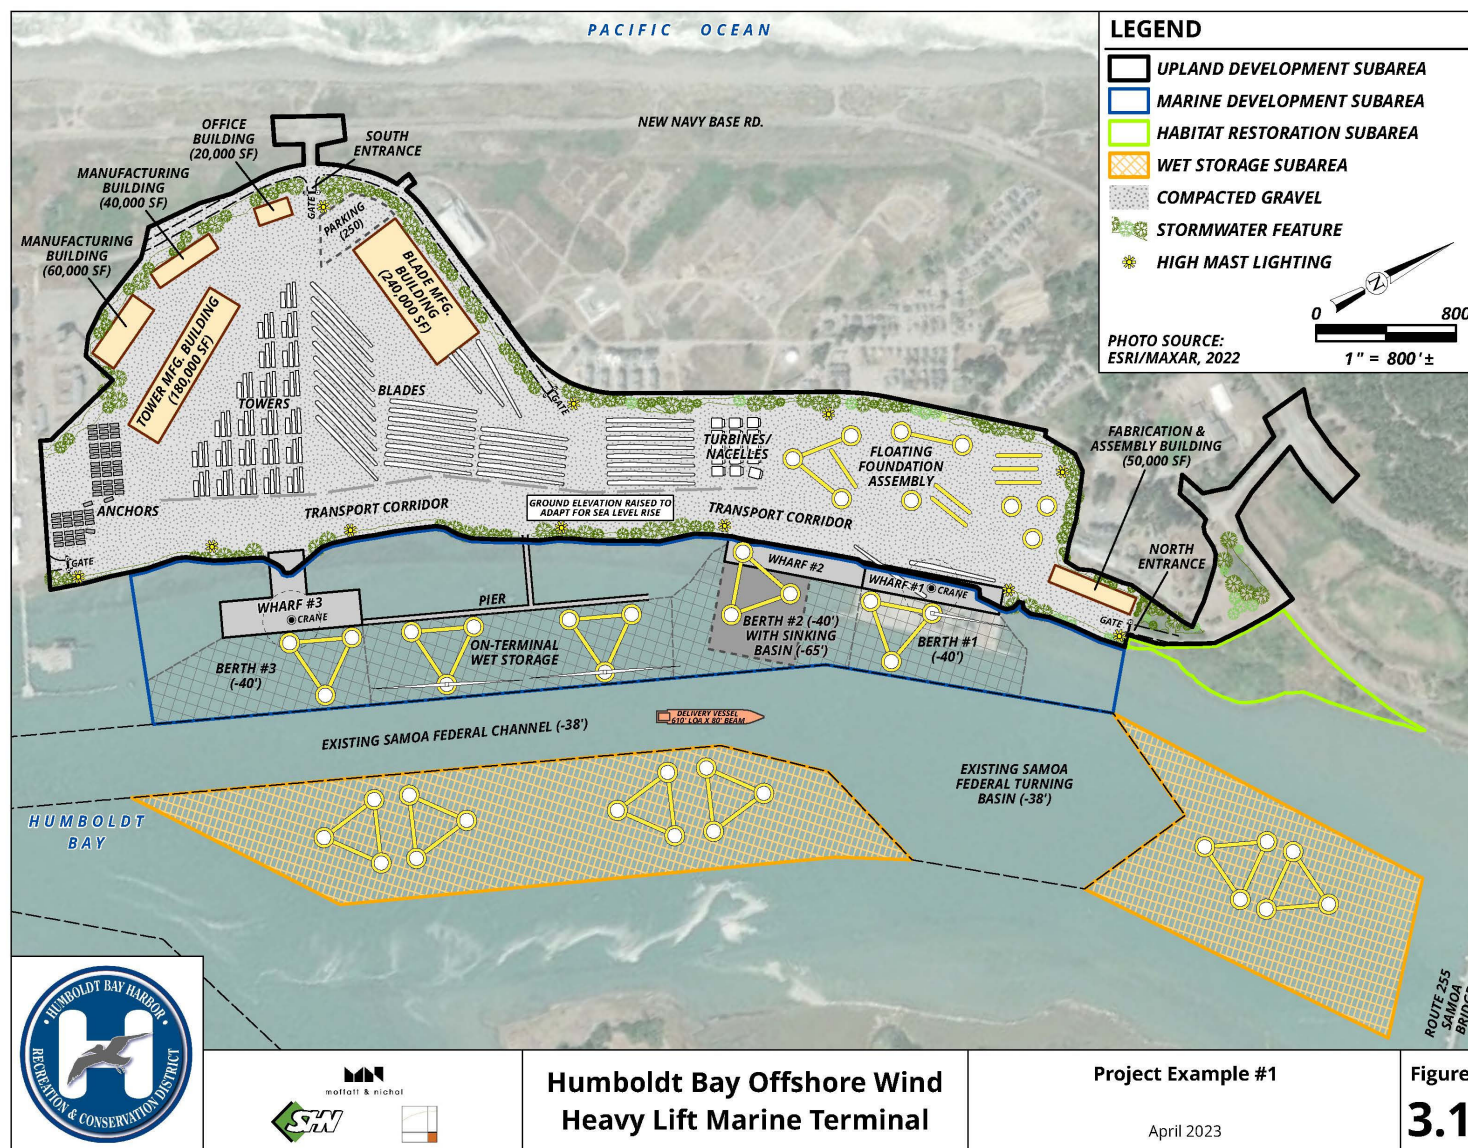 PACIFIC OCEAN
NEW NAVY BASE RD.
LEGEND
UPLAND DEVELOPMENT SUBAREA
MARINE DEVELOPMENT SUBAREA
HABITAT RESTORATION SUBAREA
WET STORAGE SUBAREA
COMPACTED GRAVEL
STORMWATER FEATURE
HIGH MAST LIGHTING
N
0 800
1" = 800'±
PHOTO SOURCE:
ESRI/MAXAR, 2022
OFFICE
BUILDING
(20,000 SF)
SOUTH
ENTRANCE
MANUFACTURING
BUILDING
(40,000 SF)
MANUFACTURING
BUILDING
(60,000 SF)
GATE
PARKING
(250)
BLADE MFG.
BUILDING
(240,000 SF)
TOWER MFG. BUILDING
(180,000 SF)
TOWERS
BLADES
GATE
TURBINES/
NACELLES
FLOATING
FOUNDATION
ASSEMBLY
FABRICATION &
ASSEMBLY BUILDING
(50,000 SF)
ANCHORS
TRANSPORT CORRIDOR
GROUND ELEVATION RAISED TO
ADAPT FOR SEA LEVEL RISE
TRANSPORT CORRIDOR
NORTH
ENTRANCE
GATE
WHARF #3
CRANE
PIER
WHARF #2
WHARF #1
CRANE
GATE
BERTH #3
(-40')
ON-TERMINAL
WET STORAGE
BERTH #2 (-40')
WITH SINKING
BASIN (-65')
BERTH #1
(-40')
DELIVERY VESSEL
610' LOA X 80' BEAM
EXISTING SAMOA FEDERAL CHANNEL (-38')
EXISTING SAMOA
FEDERAL TURNING
BASIN (-38')
HUMBOLDT
BAY
ROUTE 255
SAMOA
BRIDGE
HUMBOLDT BAY HARBOR
H
RECREATION & CONSERVATION DISTRICT
moffatt & nichol
SHN
Humboldt Bay Offshore Wind
Heavy Lift Marine Terminal
Project Example #1
April 2023
Figure
3.1